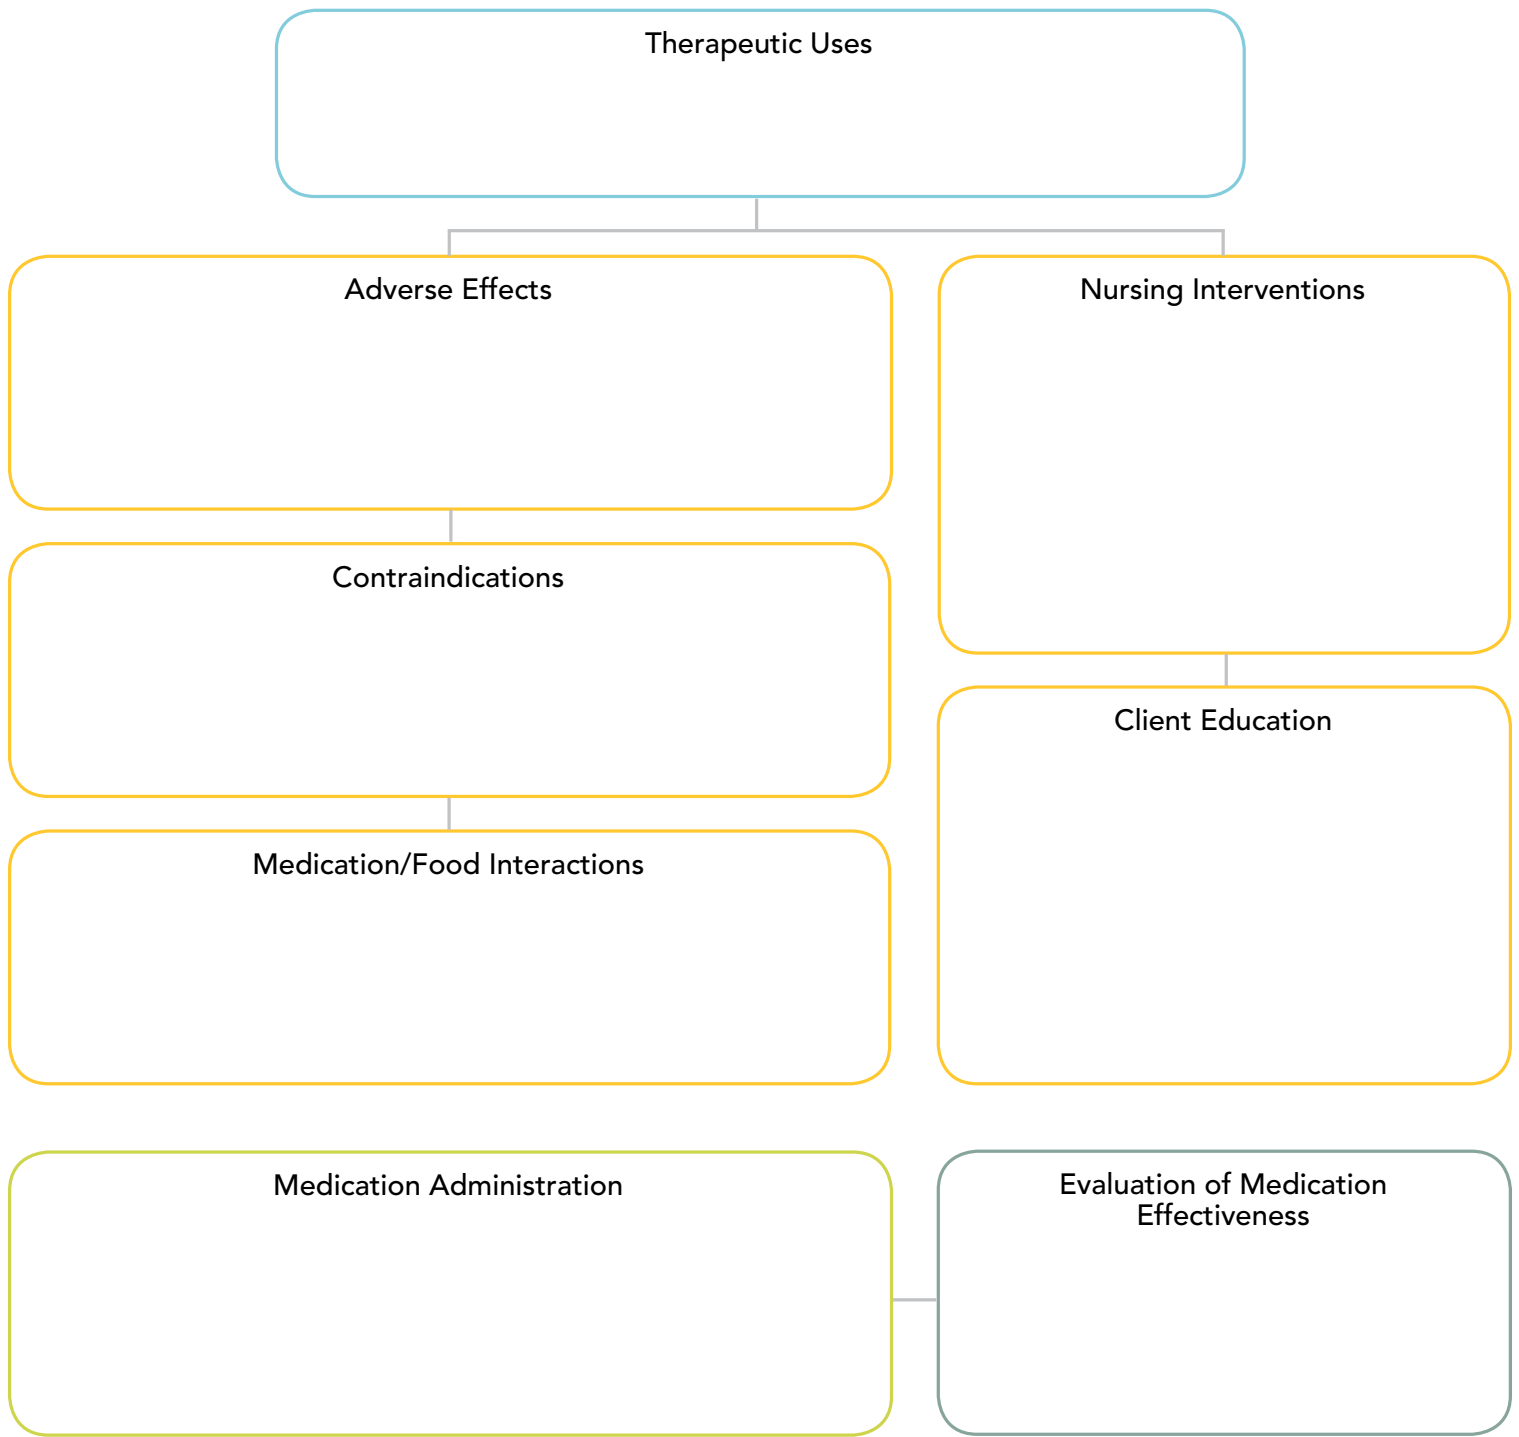 Therapeutic Uses
Adverse Effects
Nursing Interventions
Contraindications
Client Education
Medication/Food Interactions
Medication Administration
Evaluation of Medication
Effectiveness